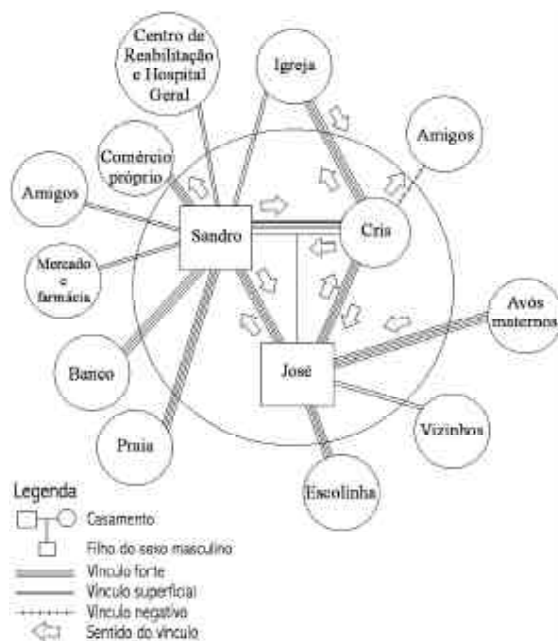 Centro de
Reabilitação
e Hospital
Geral
Igreja
Amigos
Comércio
próprio
Amigos
Sandro
Cris
Mercado
e
farmácia
Avós
maternos
Banco
José
Praia
Vizinhos
Escolinha
Legenda
Casamento
Filho do sexo masculino
Vínculo forte
Vínculo superficial
Vínculo negativo
Sentido do vínculo